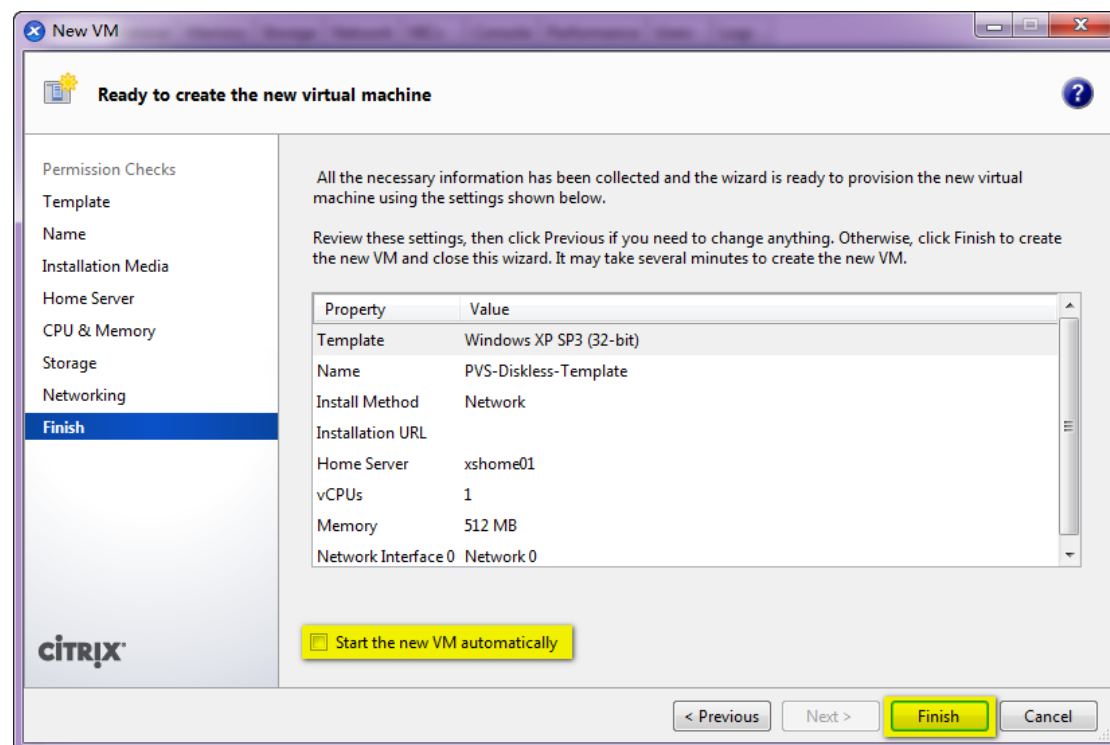 New VM
Ready to create the new virtual machine
?
Permission Checks
Template
Name
Installation Media
Home Server
CPU & Memory
Storage
Networking
Finish
CITRIX
All the necessary information has been collected and the wizard is ready to provision the new virtual
machine using the settings shown below.
Review these settings, then click Previous if you need to change anything. Otherwise, click Finish to create
the new VM and close this wizard. It may take several minutes to create the new VM.
Property Value
Template Windows XP SP3 (32-bit)
Name PVS-Diskless-Template
Install Method Network
Installation URL
Home Server xshome01
vCPUs 1
Memory 512 MB
Network Interface 0 Network 0
Start the new VM automatically
< Previous Next > Finish Cancel